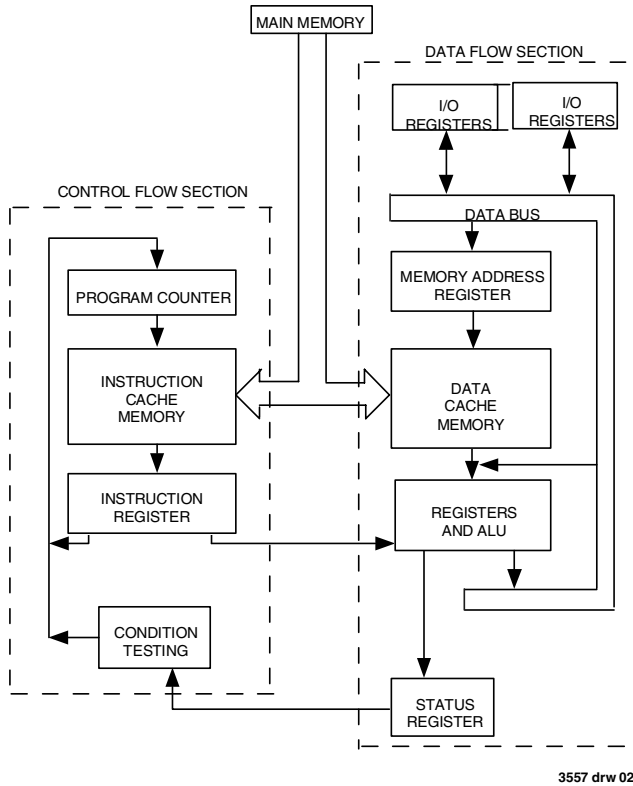 MAIN MEMORY
DATA FLOW SECTION
I/O
REGISTERS
I/O
REGISTERS
CONTROL FLOW SECTION
DATA BUS
PROGRAM COUNTER
MEMORY ADDRESS
REGISTER
INSTRUCTION
CACHE
MEMORY
DATA
CACHE
MEMORY
INSTRUCTION
REGISTER
REGISTERS
AND ALU
CONDITION
TESTING
STATUS
REGISTER
3557 drw 02